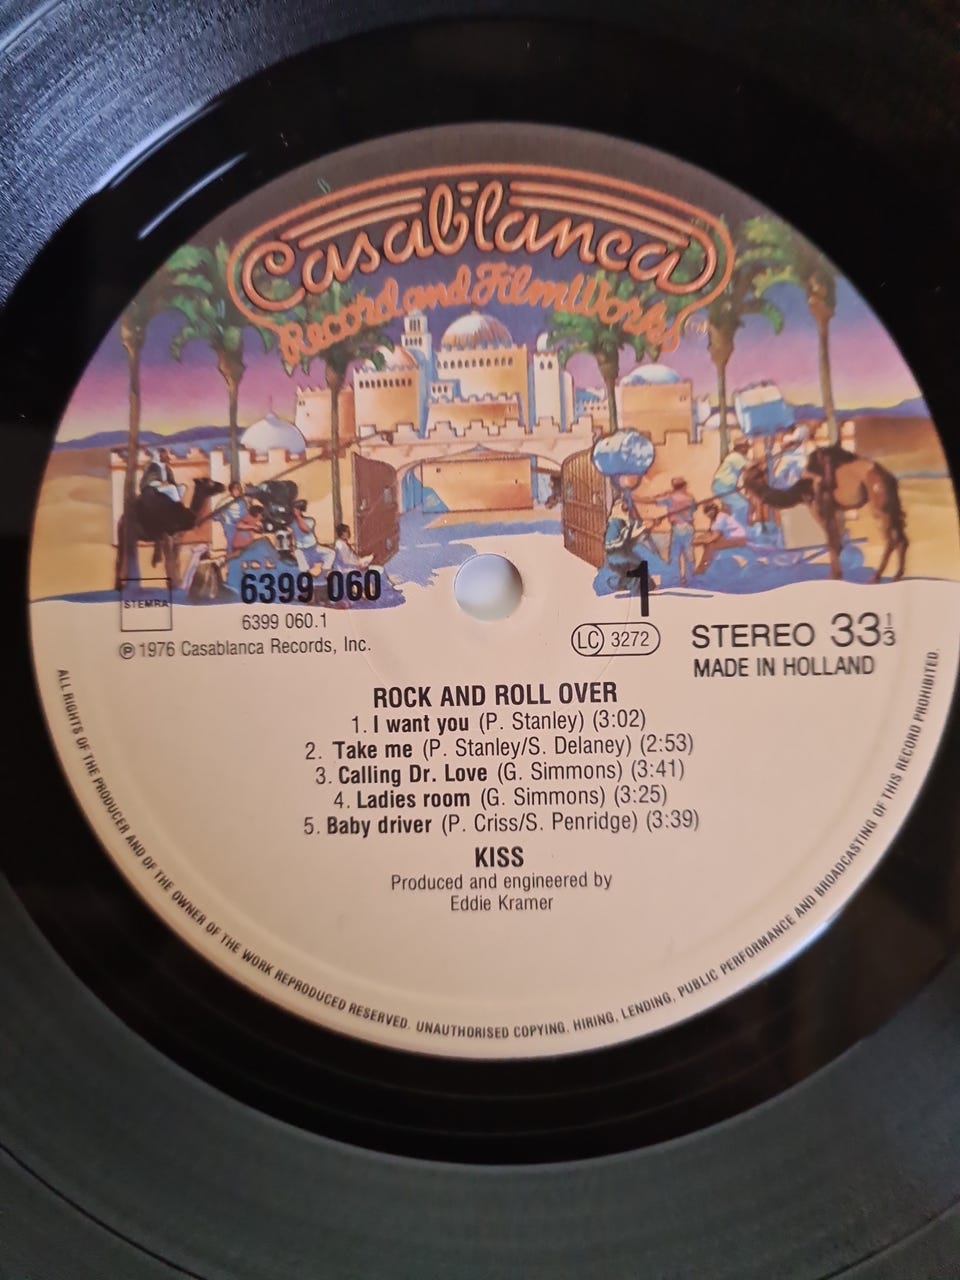 Casablanca
Record and FilmWorks
TM
STEMRA
6399 060
6399 060.1
℗ 1976 Casablanca Records, Inc.
1
LC 3272
STEREO 33 1/3
MADE IN HOLLAND
ROCK AND ROLL OVER
1. I want you (P. Stanley) (3:02)
2. Take me (P. Stanley/S. Delaney) (2:53)
3. Calling Dr. Love (G. Simmons) (3:41)
4. Ladies room (G. Simmons) (3:25)
5. Baby driver (P. Criss/S. Penridge) (3:39)
KISS
Produced and engineered by
Eddie Kramer
ALL RIGHTS OF THE PRODUCER AND OF THE OWNER OF THE WORK REPRODUCED RESERVED. UNAUTHORISED COPYING, HIRING, LENDING, PUBLIC PERFORMANCE AND BROADCASTING OF THIS RECORD PROHIBITED.